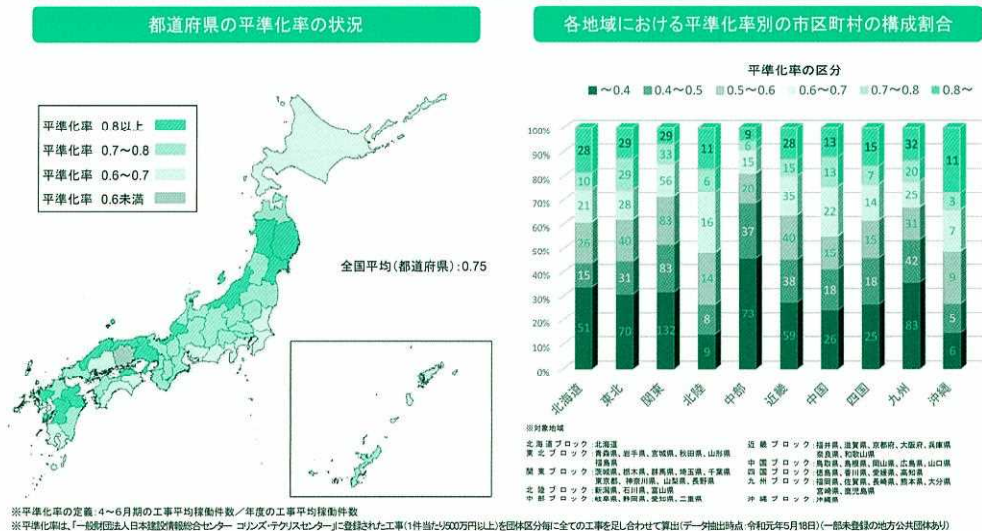 都道府県の平準化率の状況
平準化率 0.8以上
平準化率 0.7～0.8
平準化率 0.6～0.7
平準化率 0.6未満
全国平均(都道府県):0.75
各地域における平準化率別の市区町村の構成割合
平準化率の区分
～0.4 0.4～0.5 0.5～0.6 0.6～0.7 0.7～0.8 0.8～
100%
90%
80%
70%
60%
50%
40%
30%
20%
10%
0%
28 29 29 11 9 28 13 15 32 11
10 29 33 6 6 15 13 7 20 3
21 28 56 16 15 35 22 14 25 7
26 40 83 14 20 40 15 15 31 9
15 31 83 8 37 38 18 18 42 5
51 70 132 9 73 59 26 25 83 6
北海道 東北 関東 北陸 中部 近畿 中国 四国 九州 沖縄
※対象地域
北海道ブロック:北海道
東北ブロック:青森県、岩手県、宮城県、秋田県、山形県
福島県
関東ブロック:茨城県、栃木県、群馬県、埼玉県、千葉県
東京都、神奈川県、山梨県、長野県
北陸ブロック:新潟県、石川県、富山県
中部ブロック:岐阜県、静岡県、愛知県、三重県
近畿ブロック:福井県、滋賀県、京都府、大阪府、兵庫県
奈良県、和歌山県
中国ブロック:鳥取県、島根県、岡山県、広島県、山口県
四国ブロック:徳島県、香川県、愛媛県、高知県
九州ブロック:福岡県、佐賀県、長崎県、熊本県、大分県
宮崎県、鹿児島県
沖縄ブロック:沖縄県
※平準化率の定義:4～6月期の工事平均稼働件数/年度の工事平均稼働件数
※平準化率は、「一般財団法人日本建設情報総合センター コリンズ・テクリスセンター」に登録された工事(1件当たり500万円以上)を団体区分毎に全ての工事を足し合わせて算出(データ抽出時点:令和元年5月18日)(一部未登録の地方公共団体あり)